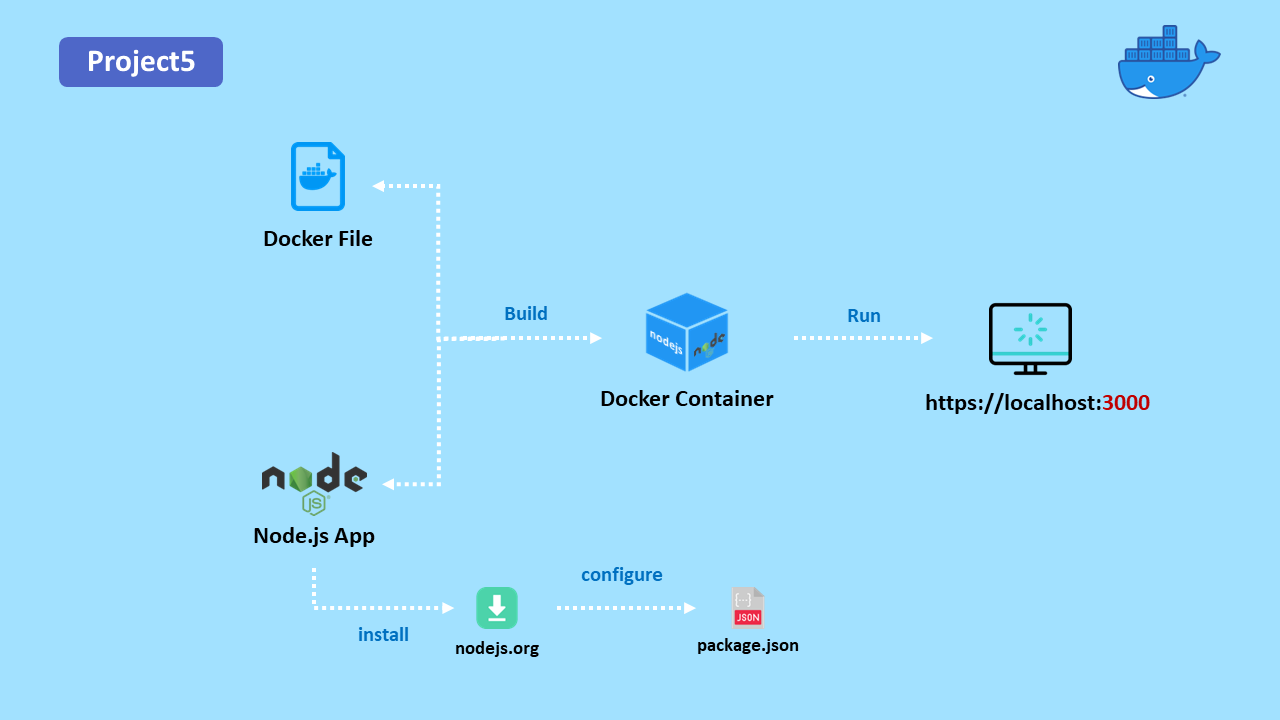 Project5
Docker File
Build
Run
nodejs
node
Docker Container
https://localhost:3000
node
JS
Node.js App
configure
{...}
JSON
install
nodejs.org
package.json